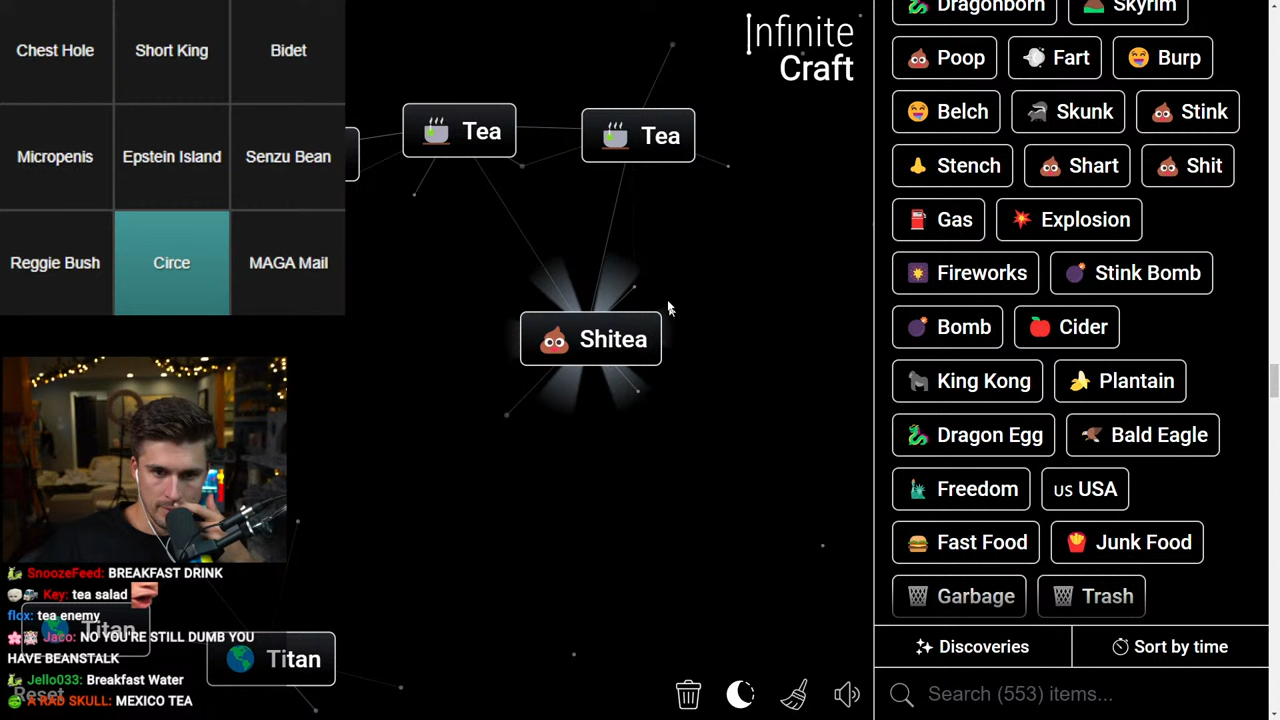 Chest Hole
Short King
Bidet
Micropenis
Epstein Island
Senzu Bean
Reggie Bush
Circe
MAGA Mail
Infinite
Craft
Tea
Tea
Shitea
Titan
Titan
Reset
SnoozeFeed: BREAKFAST DRINK
Key: tea salad
flox: tea enemy
Jaco: NO YOU'RE STILL DUMB YOU
HAVE BEANSTALK
Jello033: Breakfast Water
A RAD SKULL: MEXICO TEA
Dragonborn
Skyrim
Poop
Fart
Burp
Belch
Skunk
Stink
Stench
Shart
Shit
Gas
Explosion
Fireworks
Stink Bomb
Bomb
Cider
King Kong
Plantain
Dragon Egg
Bald Eagle
Freedom
US USA
Fast Food
Junk Food
Garbage
Trash
Discoveries
Sort by time
Search (553) items...